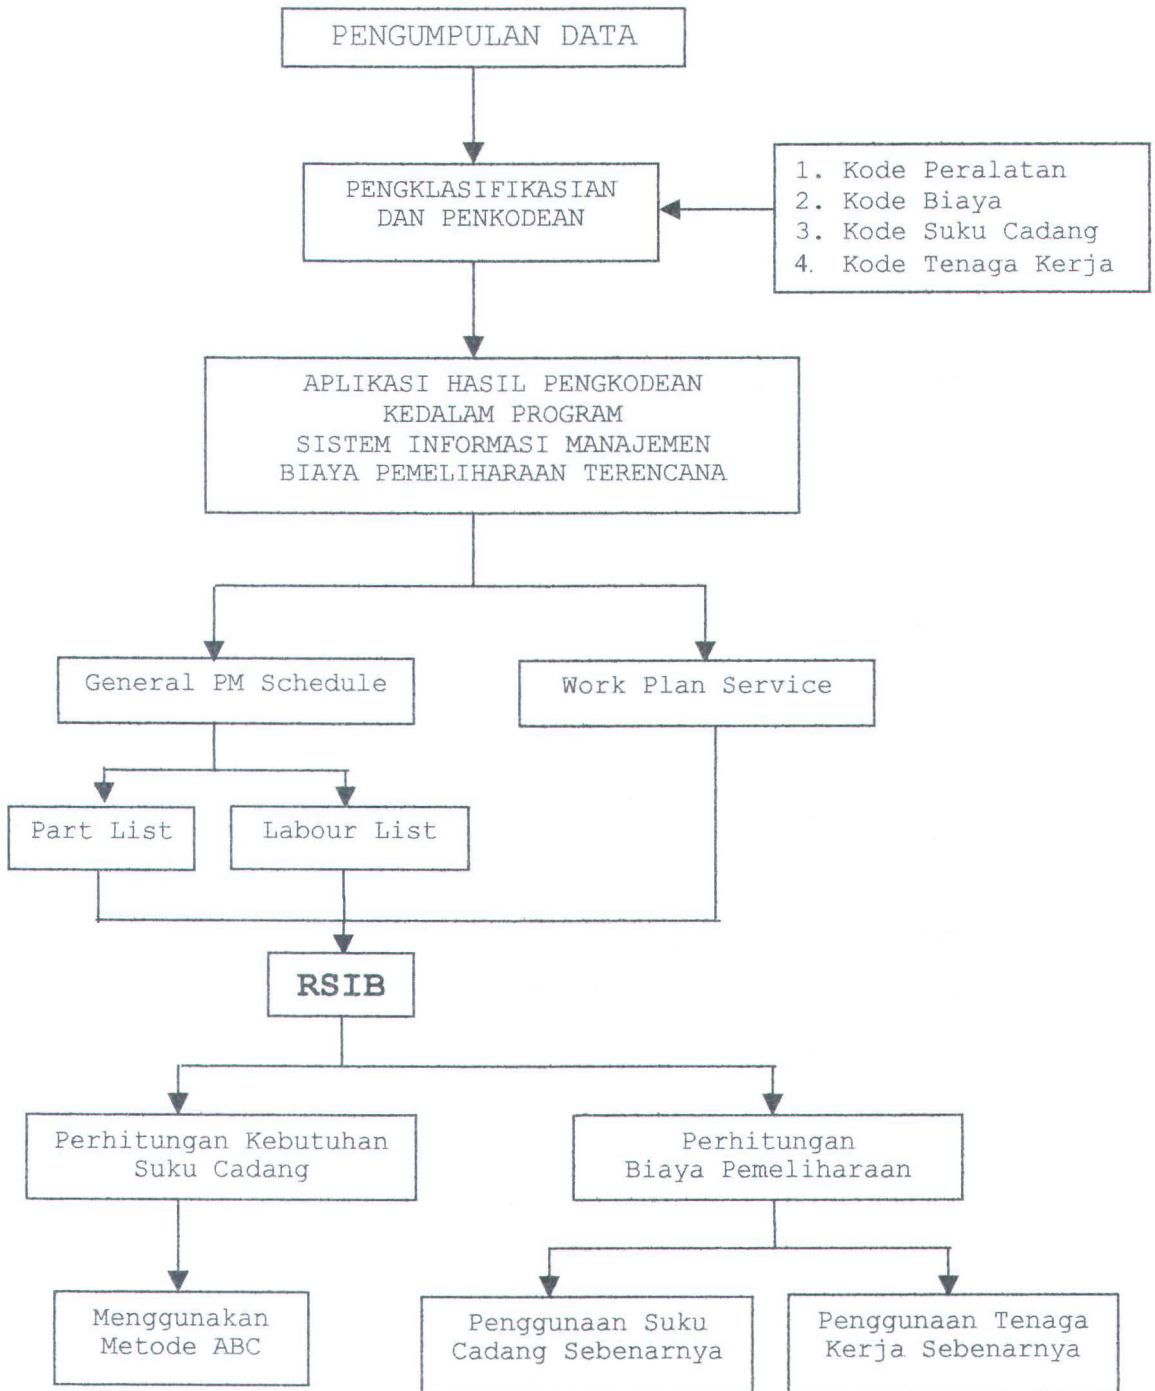 PENGUMPULAN DATA
PENGKLASIFIKASIAN
DAN PENKODEAN
1. Kode Peralatan
2. Kode Biaya
3. Kode Suku Cadang
4. Kode Tenaga Kerja
APLIKASI HASIL PENGKODEAN
KEDALAM PROGRAM
SISTEM INFORMASI MANAJEMEN
BIAYA PEMELIHARAAN TERENCANA
General PM Schedule
Work Plan Service
Part List
Labour List
RSIB
Perhitungan Kebutuhan
Suku Cadang
Perhitungan
Biaya Pemeliharaan
Menggunakan
Metode ABC
Penggunaan Suku
Cadang Sebenarnya
Penggunaan Tenaga
Kerja Sebenarnya